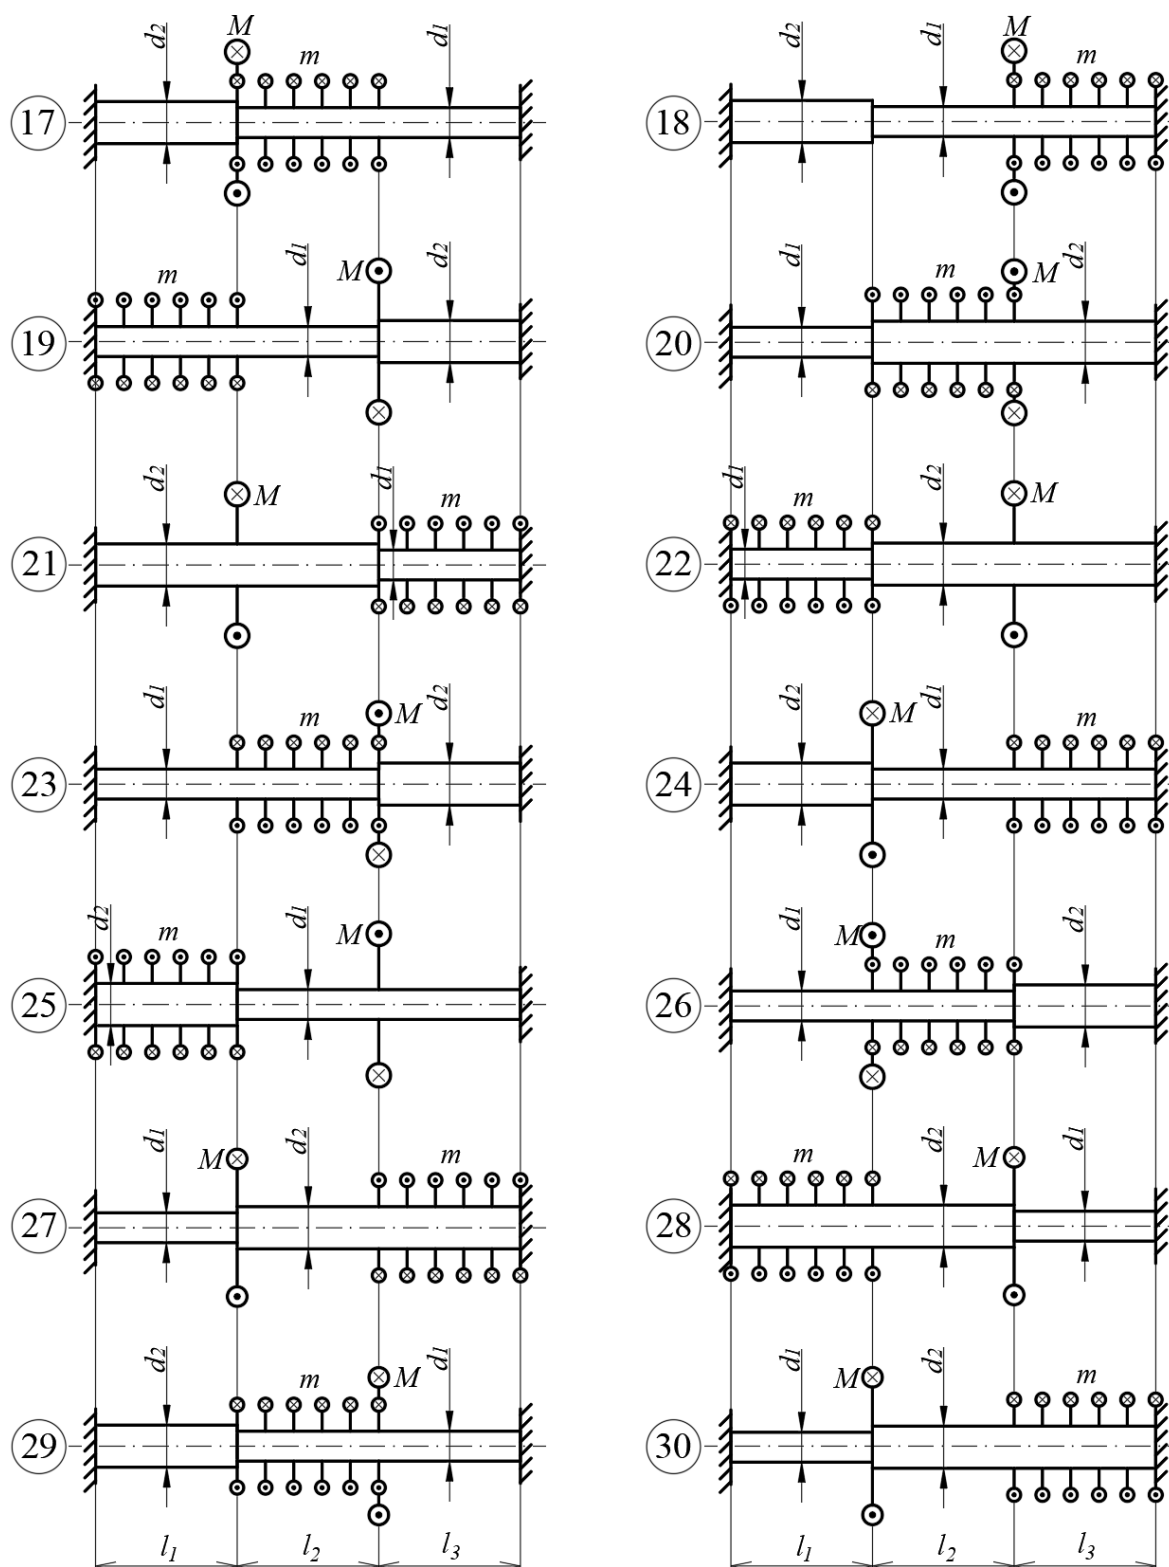 d2 M m d1
17
d2 d1 M m
18
m d1 M d2
19
d1 m M d2
20
d2 M d1 m
21
d1 m d2 M
22
d1 m M d2
23
d2 M d1 m
24
d2 m d1 M
25
d1 M m d2
26
d1 M d2 m
27
m d2 M d1
28
d2 m M d1
29
d1 M d2 m
30
l1 l2 l3
l1 l2 l3